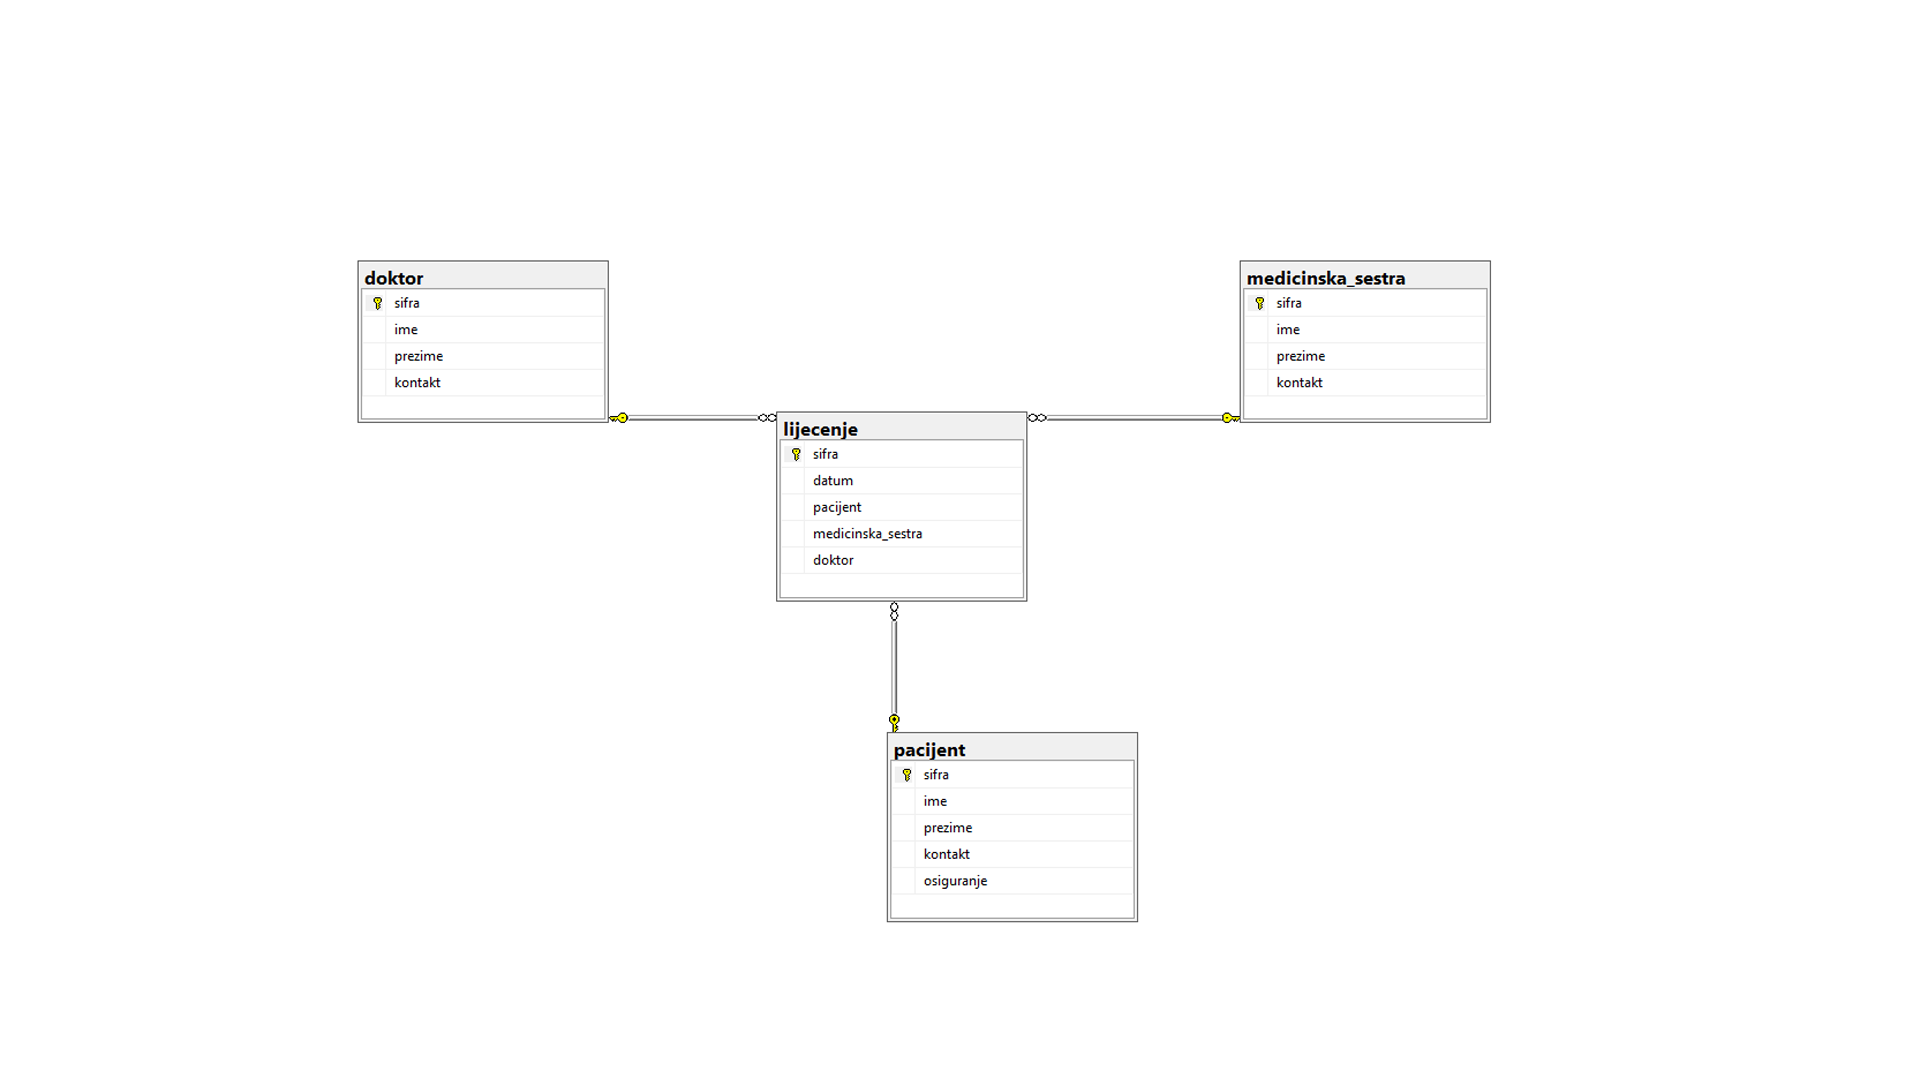 doktor
sifra
ime
prezime
kontakt
medicinska_sestra
sifra
ime
prezime
kontakt
lijecenje
sifra
datum
pacijent
medicinska_sestra
doktor
pacijent
sifra
ime
prezime
kontakt
osiguranje